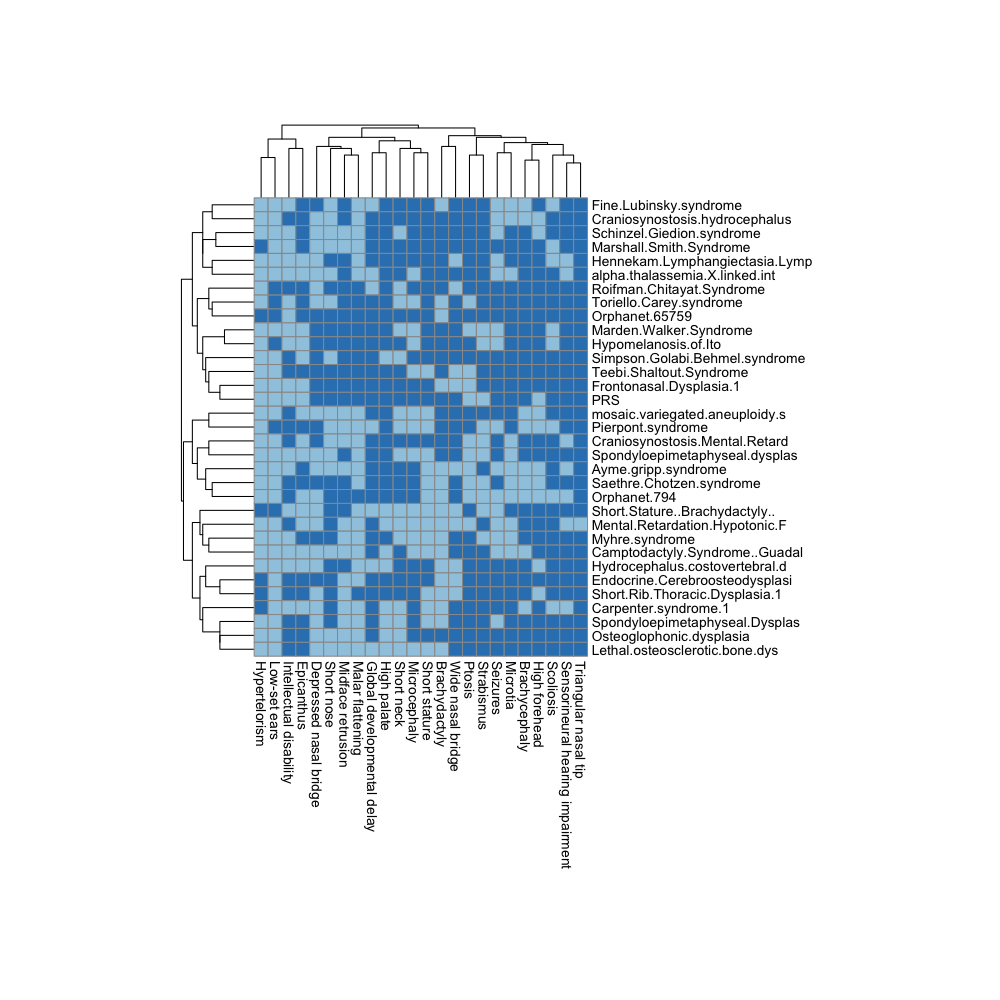 Fine.Lubinsky.syndrome
Craniosynostosis.hydrocephalus
Schinzel.Giedion.syndrome
Marshall.Smith.Syndrome
Hennekam.Lymphangiectasia.Lymp
alpha.thalassemia.X.linked.int
Roifman.Chitayat.Syndrome
Toriello.Carey.syndrome
Orphanet.65759
Marden.Walker.Syndrome
Hypomelanosis.of.Ito
Simpson.Golabi.Behmel.syndrome
Teebi.Shaltout.Syndrome
Frontonasal.Dysplasia.1
PRS
mosaic.variegated.aneuploidy.s
Pierpont.syndrome
Craniosynostosis.Mental.Retard
Spondyloepimetaphyseal.dysplas
Ayme.gripp.syndrome
Saethre.Chotzen.syndrome
Orphanet.794
Short.Stature..Brachydactyly..
Mental.Retardation.Hypotonic.F
Myhre.syndrome
Camptodactyly.Syndrome..Guadal
Hydrocephalus.costovertebral.d
Endocrine.Cerebroosteodysplasi
Short.Rib.Thoracic.Dysplasia.1
Carpenter.syndrome.1
Spondyloepimetaphyseal.Dysplas
Osteoglophonic.dysplasia
Lethal.osteosclerotic.bone.dys
Hypertelorism
Low-set ears
Intellectual disability
Epicanthus
Depressed nasal bridge
Short nose
Midface retrusion
Malar flattening
Global developmental delay
High palate
Short neck
Microcephaly
Short stature
Brachydactyly
Wide nasal bridge
Ptosis
Strabismus
Seizures
Microtia
Brachycephaly
High forehead
Scoliosis
Sensorineural hearing impairment
Triangular nasal tip